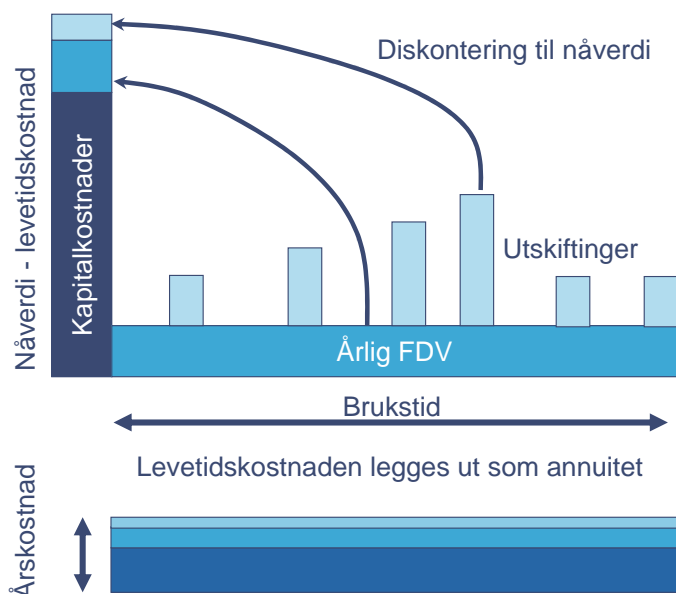 Diskontering til nåverdi
Nåverdi - levetidskostnad
Kapitalkostnader
Utskiftinger
Årlig FDV
Brukstid
Levetidskostnaden legges ut som annuitet
Årskostnad